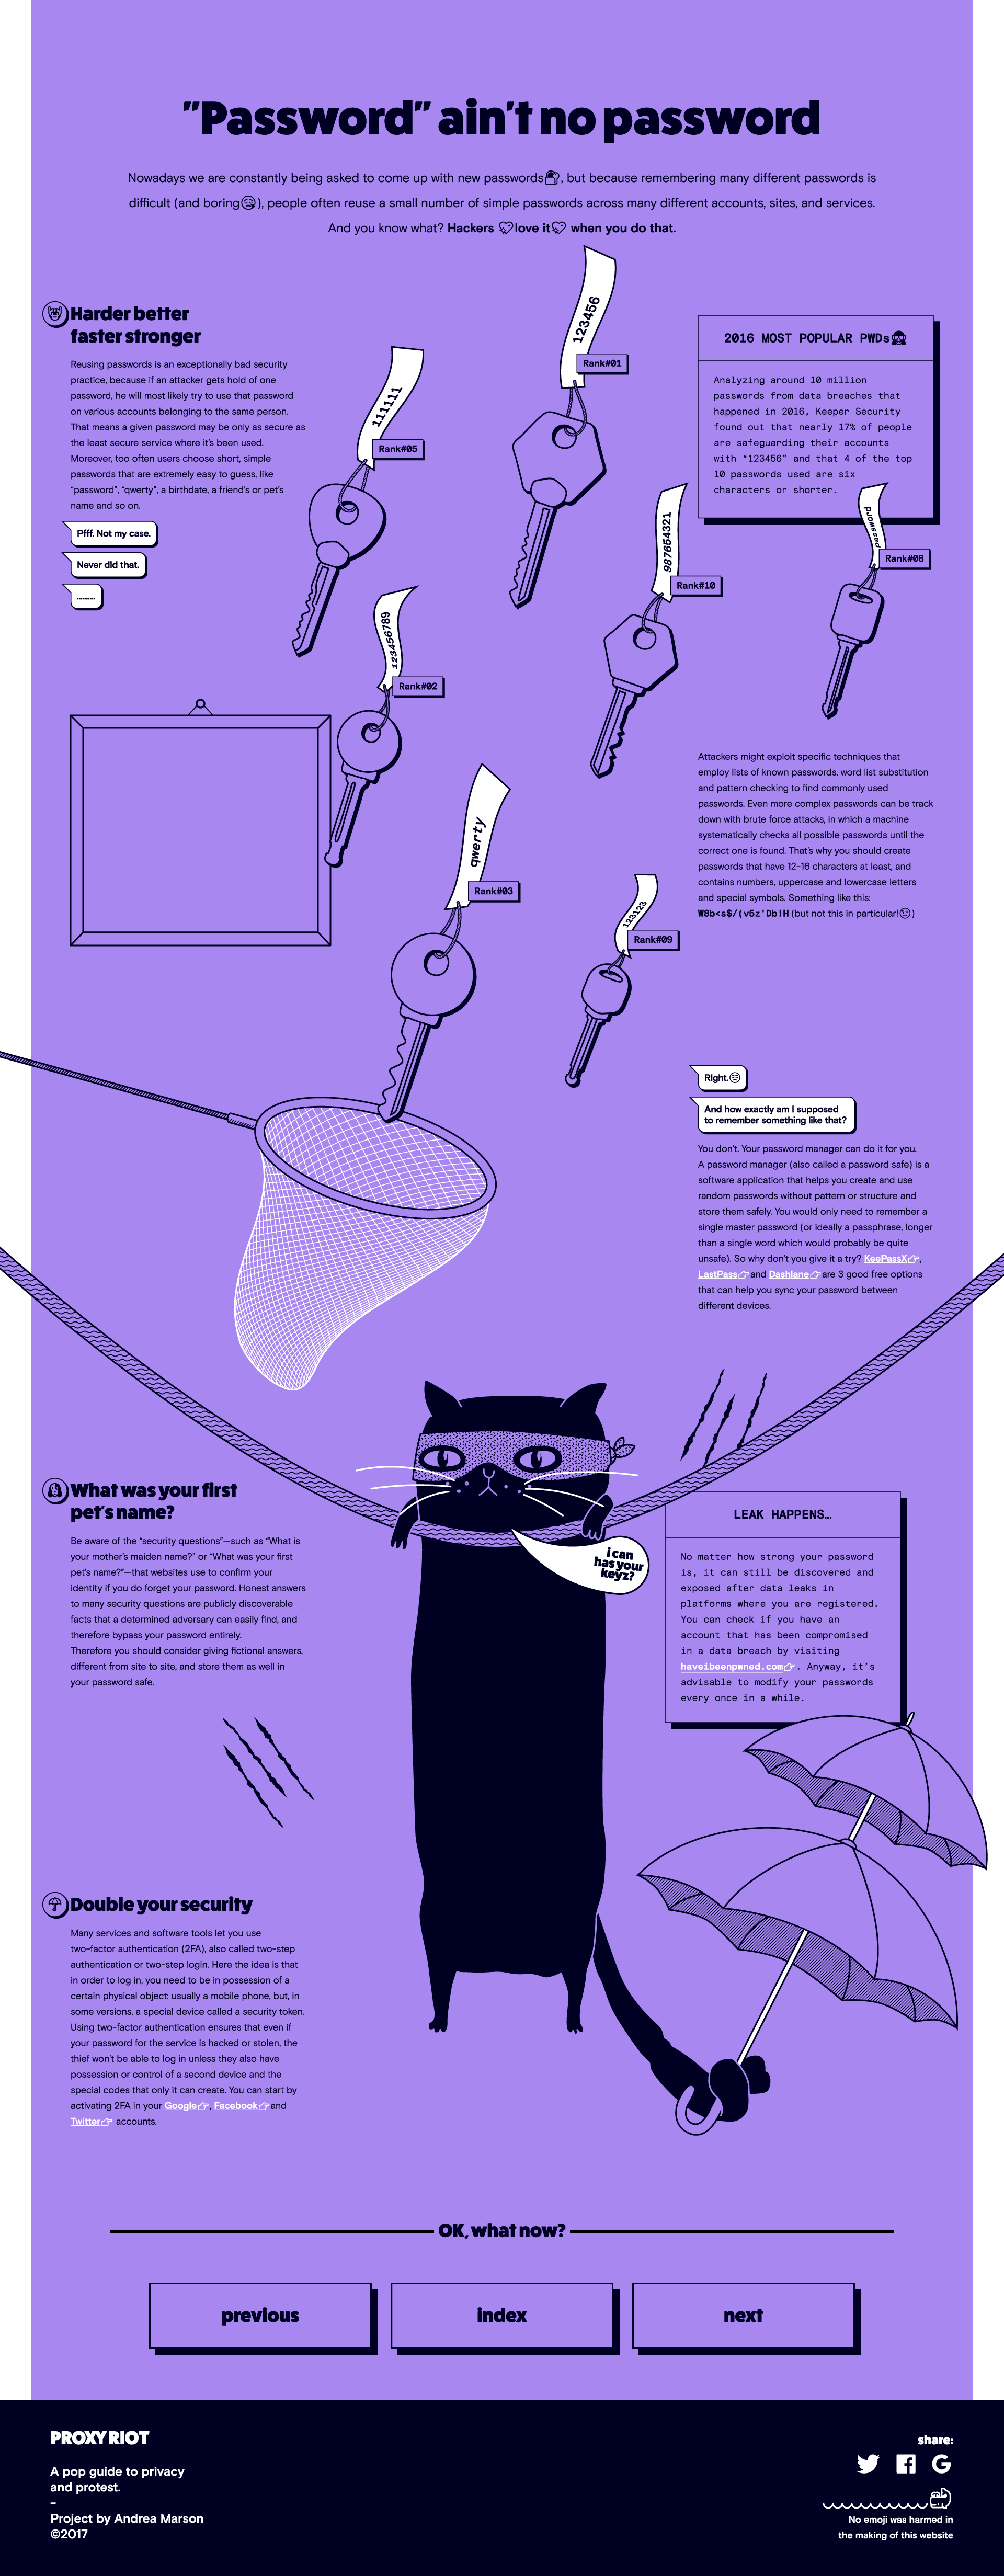 "Password" ain't no password
Nowadays we are constantly being asked to come up with new passwords, but because remembering many different passwords is
difficult (and boring), people often reuse a small number of simple passwords across many different accounts, sites, and services.
And you know what? Hackers love it when you do that.
Harder better
faster stronger
Reusing passwords is an exceptionally bad security
practice, because if an attacker gets hold of one
password, he will most likely try to use that password
on various accounts belonging to the same person.
That means a given password may be only as secure as
the least secure service where it's been used.
Moreover, too often users choose short, simple
passwords that are extremely easy to guess, like
"password", "qwerty", a birthdate, a friend's or pet's
name and so on.
Pfff. Not my case.
Never did that.
.........
111111
Rank#05
123456
Rank#01
2016 MOST POPULAR PWDs
Analyzing around 10 million
passwords from data breaches that
happened in 2016, Keeper Security
found out that nearly 17% of people
are safeguarding their accounts
with "123456" and that 4 of the top
10 passwords used are six
characters or shorter.
987654321
Rank#10
password
Rank#08
123456789
Rank#02
qwerty
Rank#03
123123
Rank#09
Attackers might exploit specific techniques that
employ lists of known passwords, word list substitution
and pattern checking to find commonly used
passwords. Even more complex passwords can be track
down with brute force attacks, in which a machine
systematically checks all possible passwords until the
correct one is found. That's why you should create
passwords that have 12-16 characters at least, and
contains numbers, uppercase and lowercase letters
and special symbols. Something like this:
W8b<s$/(v5z'Db!H (but not this in particular!)
Right.
And how exactly am I supposed
to remember something like that?
You don't. Your password manager can do it for you.
A password manager (also called a password safe) is a
software application that helps you create and use
random passwords without pattern or structure and
store them safely. You would only need to remember a
single master password (or ideally a passphrase, longer
than a single word which would probably be quite
unsafe). So why don't you give it a try? KeePassX,
LastPass and Dashlane are 3 good free options
that can help you sync your password between
different devices.
What was your first
pet's name?
Be aware of the "security questions"—such as "What is
your mother's maiden name?" or "What was your first
pet's name?"—that websites use to confirm your
identity if you do forget your password. Honest answers
to many security questions are publicly discoverable
facts that a determined adversary can easily find, and
therefore bypass your password entirely.
Therefore you should consider giving fictional answers,
different from site to site, and store them as well in
your password safe.
i can
has your
keyz?
LEAK HAPPENS…
No matter how strong your password
is, it can still be discovered and
exposed after data leaks in
platforms where you are registered.
You can check if you have an
account that has been compromised
in a data breach by visiting
haveibeenpwned.com. Anyway, it's
advisable to modify your passwords
every once in a while.
Double your security
Many services and software tools let you use
two-factor authentication (2FA), also called two-step
authentication or two-step login. Here the idea is that
in order to log in, you need to be in possession of a
certain physical object: usually a mobile phone, but, in
some versions, a special device called a security token.
Using two-factor authentication ensures that even if
your password for the service is hacked or stolen, the
thief won't be able to log in unless they also have
possession or control of a second device and the
special codes that only it can create. You can start by
activating 2FA in your Google, Facebook and
Twitter accounts.
OK, what now?
previous
index
next
PROXY RIOT
A pop guide to privacy
and protest.
–
Project by Andrea Marson
©2017
share:
No emoji was harmed in
the making of this website